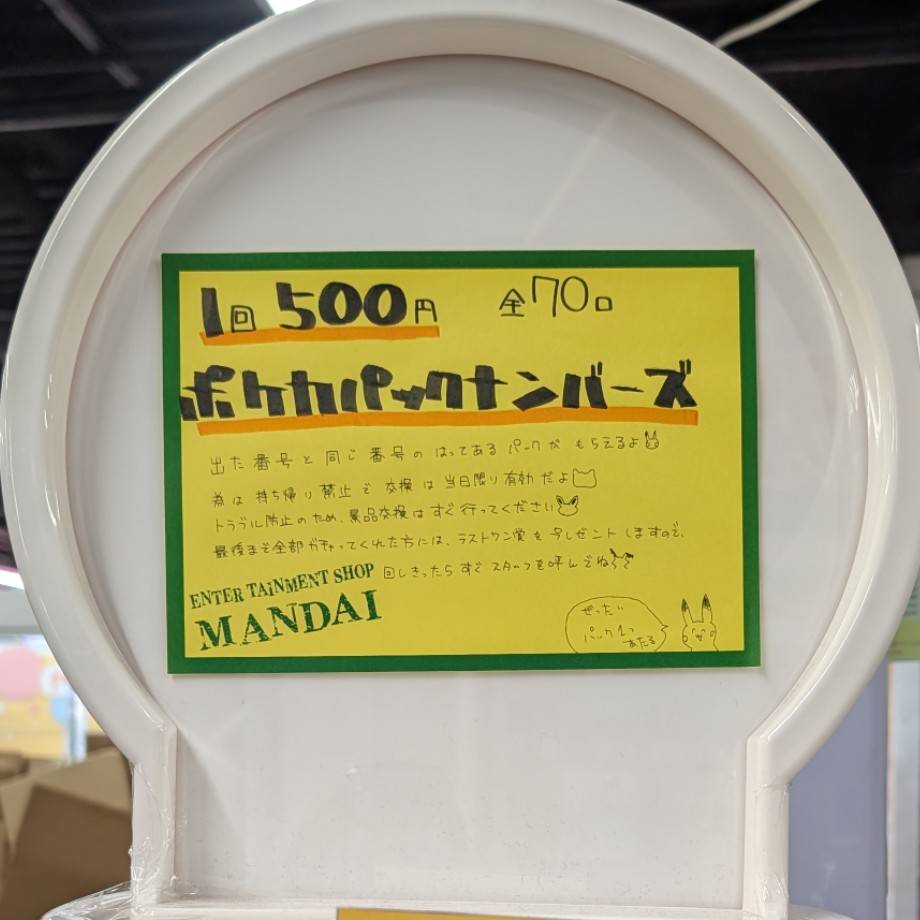 1回 500円 全70口
ポケカパックナンバーズ
出た番号と同じ番号のはってあるパックがもらえるよ
為は持ち帰り禁止で交換は当日限り有効だよ
トラブル防止のため、景品交換はすぐ行ってください
最後まで全部ガチャってくれた方には、ラストワン賞をプレゼントしますので、
回しきったらすぐスタッフを呼んでね
ENTERTAINMENT SHOP
MANDAI
ぜったい
パック1つ
あたる